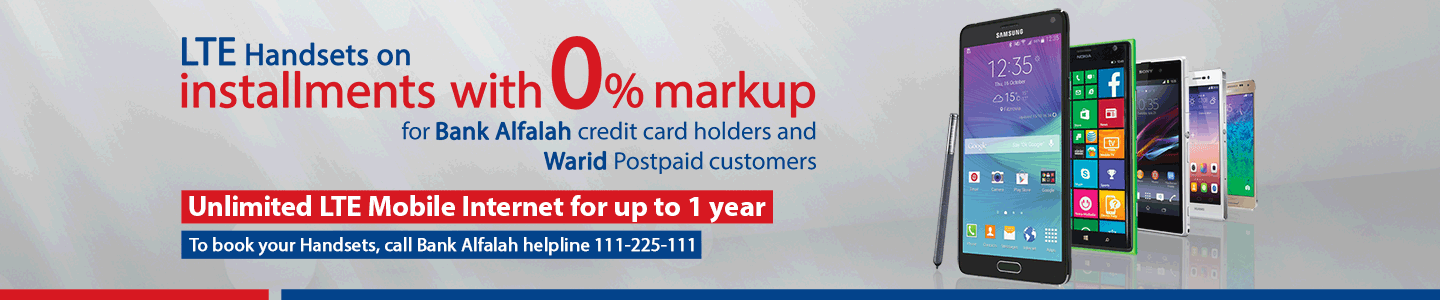 LTE Handsets on
installments with 0% markup
for Bank Alfalah credit card holders and
Warid Postpaid customers
Unlimited LTE Mobile Internet for up to 1 year
To book your Handsets, call Bank Alfalah helpline 111-225-111
SAMSUNG
12:35
15°
Google
NOKIA
SONY